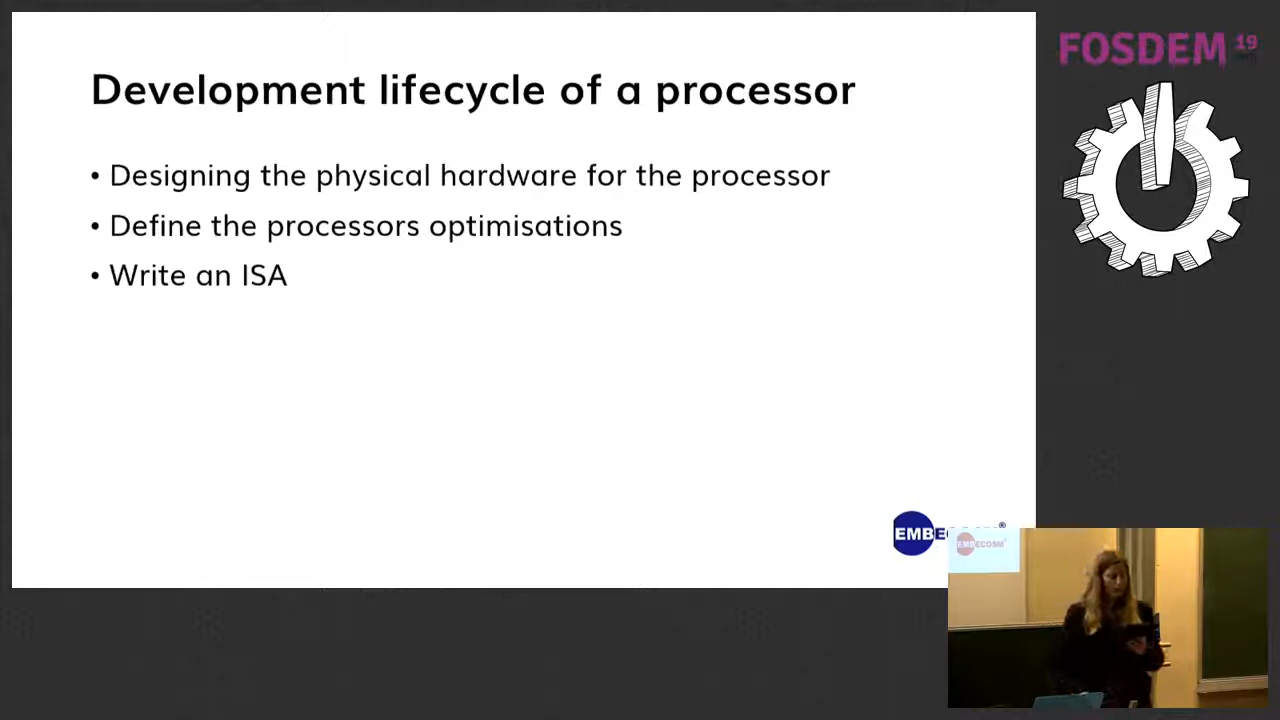 Development lifecycle of a processor
• Designing the physical hardware for the processor
• Define the processors optimisations
• Write an ISA
FOSDEM 19
EMBE
®
EMBECOSM